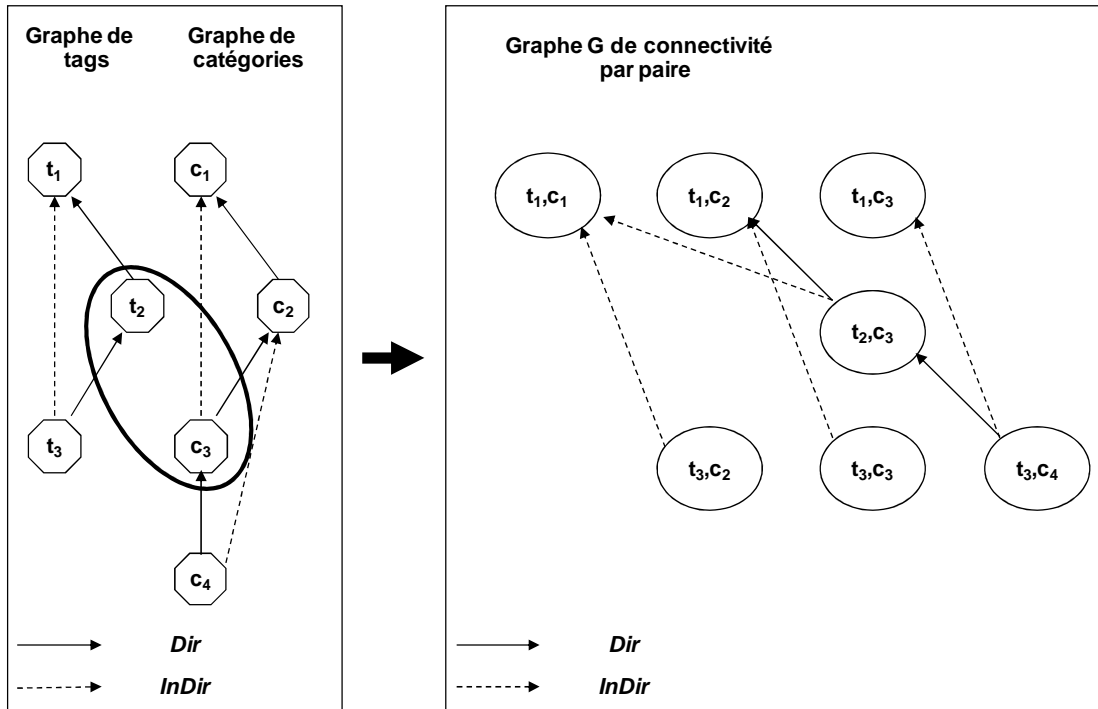 Graphe de
tags
Graphe de
catégories
t1
c1
t2
c2
t3
c3
c4
Dir
InDir
Graphe G de connectivité
par paire
t1,c1
t1,c2
t1,c3
t2,c3
t3,c2
t3,c3
t3,c4
Dir
InDir